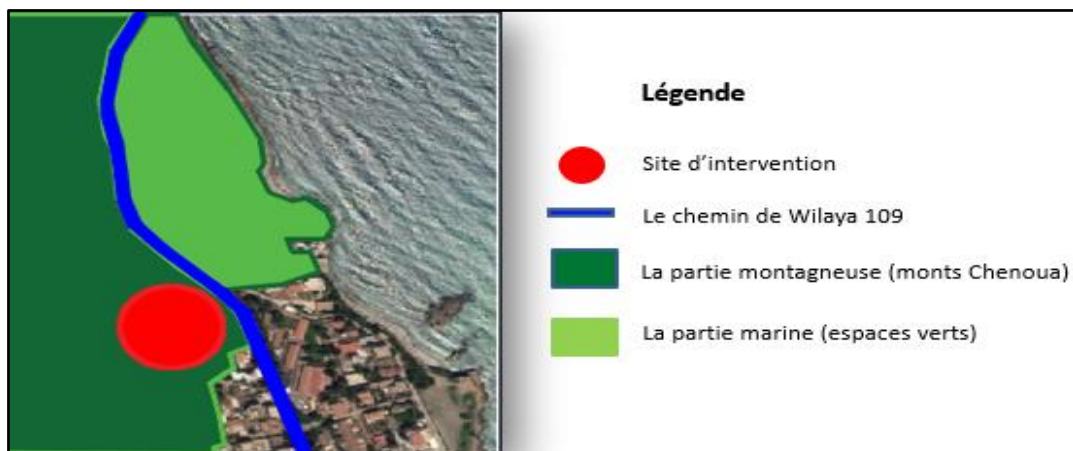 Légende
Site d'intervention
Le chemin de Wilaya 109
La partie montagneuse (monts Chenoua)
La partie marine (espaces verts)